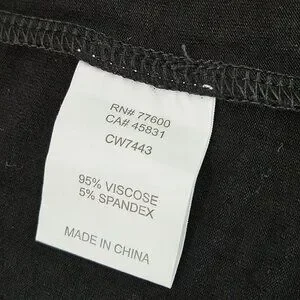 RN# 77600
CA# 45831
CW7443
95% VISCOSE
5% SPANDEX
MADE IN CHINA